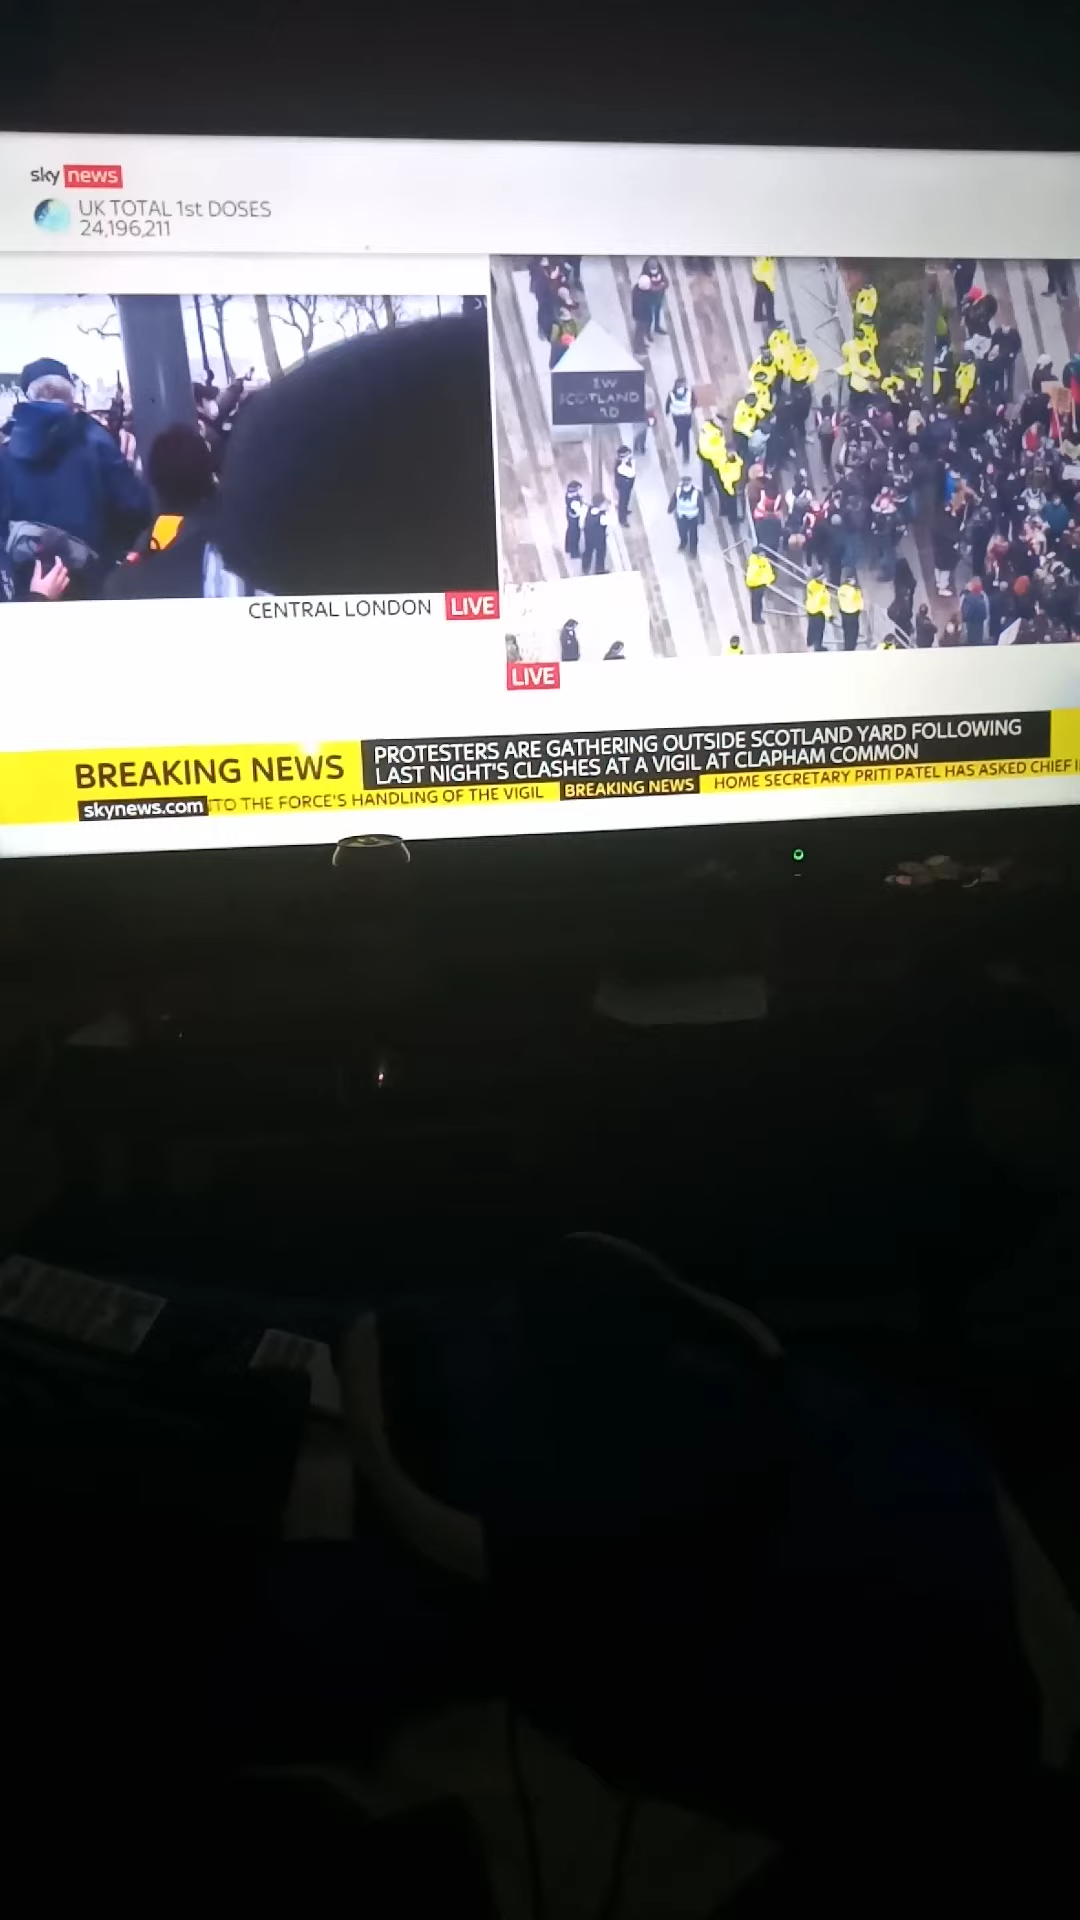 sky news
UK TOTAL 1st DOSES
24,196,211
SCOTLAND
CENTRAL LONDON LIVE
LIVE
BREAKING NEWS
PROTESTERS ARE GATHERING OUTSIDE SCOTLAND YARD FOLLOWING
LAST NIGHT'S CLASHES AT A VIGIL AT CLAPHAM COMMON
skynews.com TO THE FORCE'S HANDLING OF THE VIGIL BREAKING NEWS HOME SECRETARY PRITI PATEL HAS ASKED CHIEF I